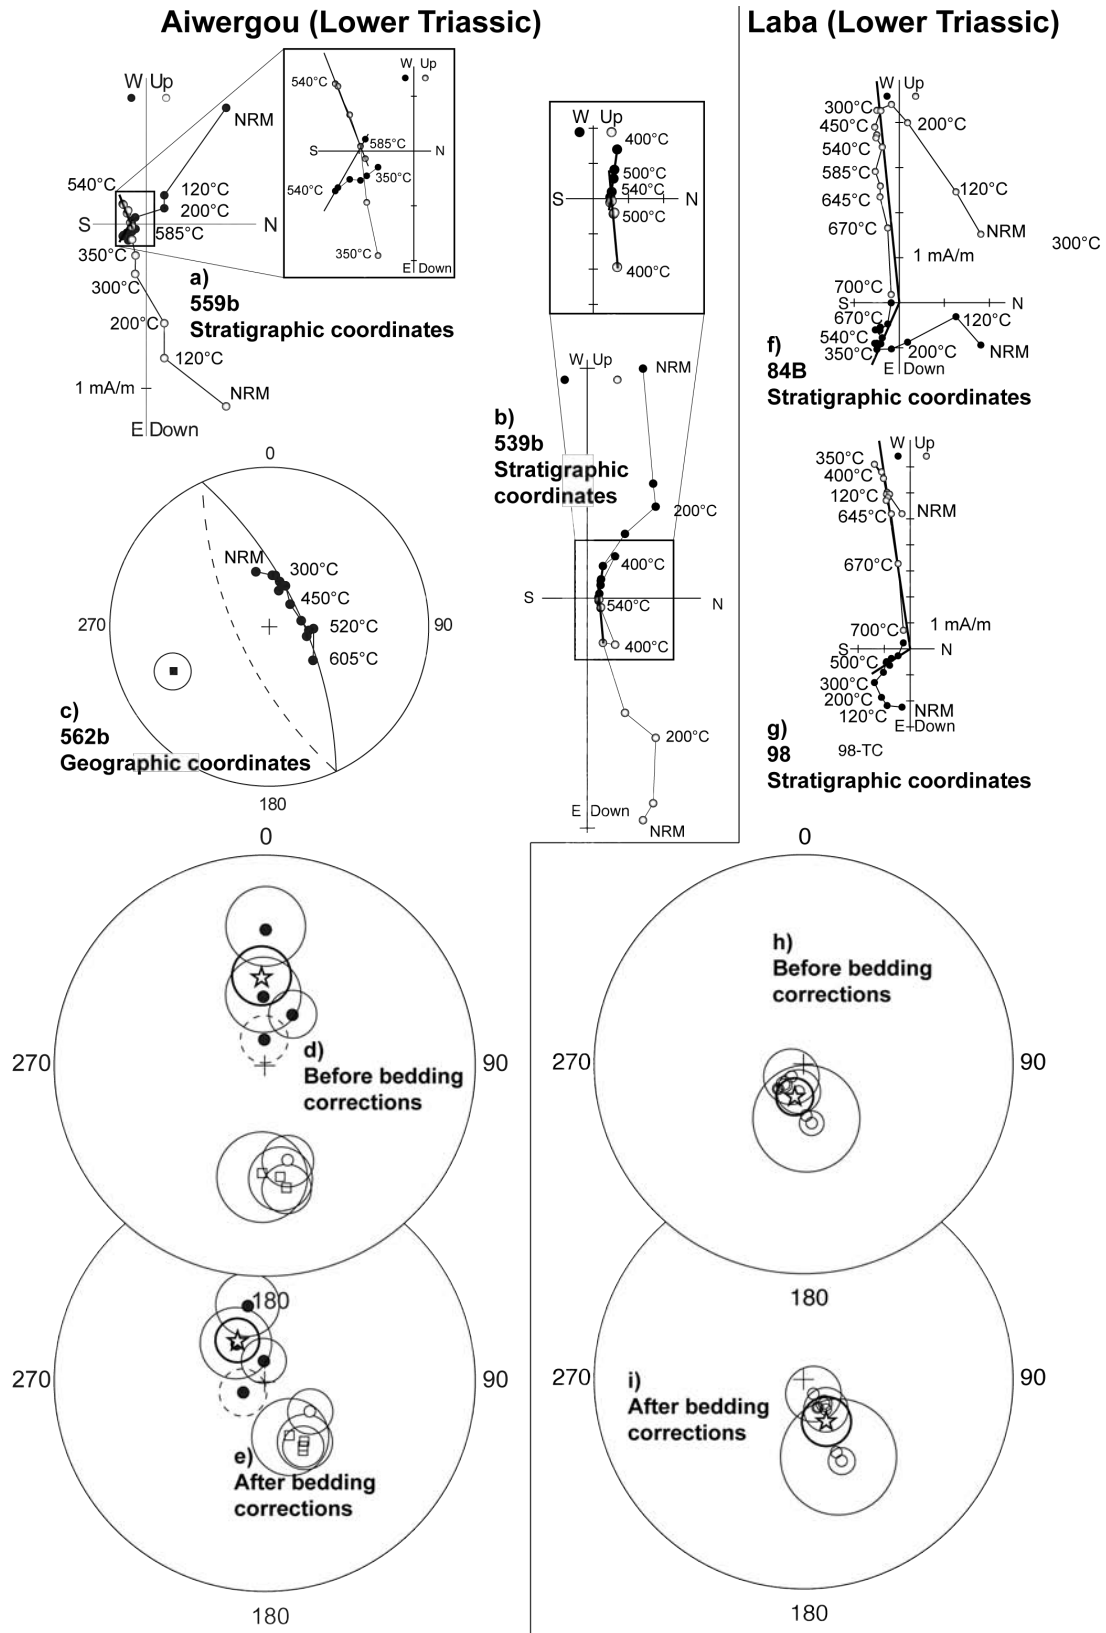 Aiwergou (Lower Triassic)
Laba (Lower Triassic)
W Up
NRM
540°C
120°C
200°C
S
N
585°C
350°C
300°C
200°C
120°C
1 mA/m
NRM
E Down
a)
559b
Stratigraphic coordinates
W Up
540°C
585°C
S
N
350°C
540°C
350°C
E Down
W Up
400°C
500°C
540°C
S
N
500°C
400°C
W Up
NRM
b)
539b
Stratigraphic
coordinates
200°C
400°C
S
N
540°C
400°C
200°C
E Down
NRM
0
NRM
300°C
450°C
270
90
520°C
605°C
c)
562b
Geographic coordinates
180
W Up
300°C
200°C
450°C
540°C
585°C
120°C
645°C
670°C
NRM
300°C
1 mA/m
700°C
S
N
670°C
120°C
540°C
350°C
200°C
NRM
E Down
f)
84B
Stratigraphic coordinates
W Up
350°C
400°C
120°C
645°C
NRM
670°C
700°C
1 mA/m
S
N
500°C
300°C
200°C
120°C
NRM
E Down
g)
98
98-TC
Stratigraphic coordinates
0
270
90
d)
Before bedding
corrections
180
270
90
e)
After bedding
corrections
180
0
h)
Before bedding
corrections
270
90
180
270
90
i)
After bedding
corrections
180